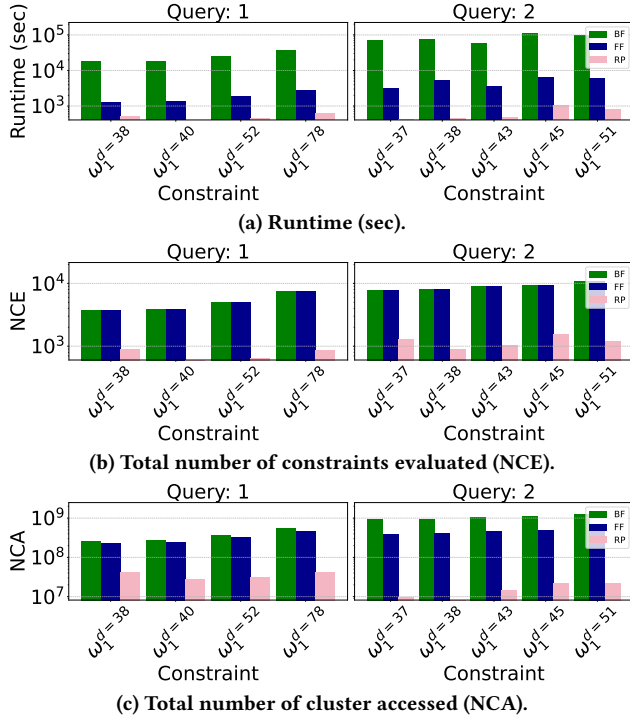 Query: 1 Query: 2
Runtime (sec)
10^5
10^4
10^3
BF
FF
RP
ω_1^{d = 38} ω_1^{d = 40} ω_1^{d = 52} ω_1^{d = 78} ω_1^{d = 37} ω_1^{d = 38} ω_1^{d = 43} ω_1^{d = 45} ω_1^{d = 51}
Constraint Constraint
(a) Runtime (sec).
Query: 1 Query: 2
NCE
10^4
10^3
BF
FF
RP
ω_1^{d = 38} ω_1^{d = 40} ω_1^{d = 52} ω_1^{d = 78} ω_1^{d = 37} ω_1^{d = 38} ω_1^{d = 43} ω_1^{d = 45} ω_1^{d = 51}
Constraint Constraint
(b) Total number of constraints evaluated (NCE).
Query: 1 Query: 2
NCA
10^9
10^8
10^7
BF
FF
RP
ω_1^{d = 38} ω_1^{d = 40} ω_1^{d = 52} ω_1^{d = 78} ω_1^{d = 37} ω_1^{d = 38} ω_1^{d = 43} ω_1^{d = 45} ω_1^{d = 51}
Constraint Constraint
(c) Total number of cluster accessed (NCA).